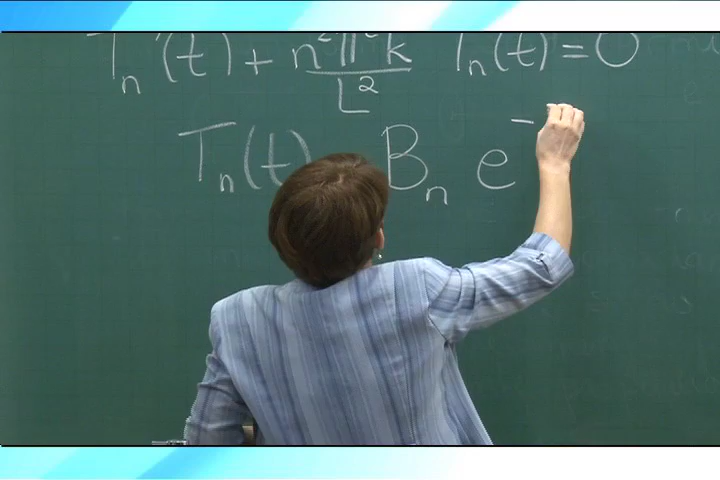 Tₙ'(t) + n²π²k/L² Tₙ(t) = 0
Tₙ(t) Bₙ e⁻